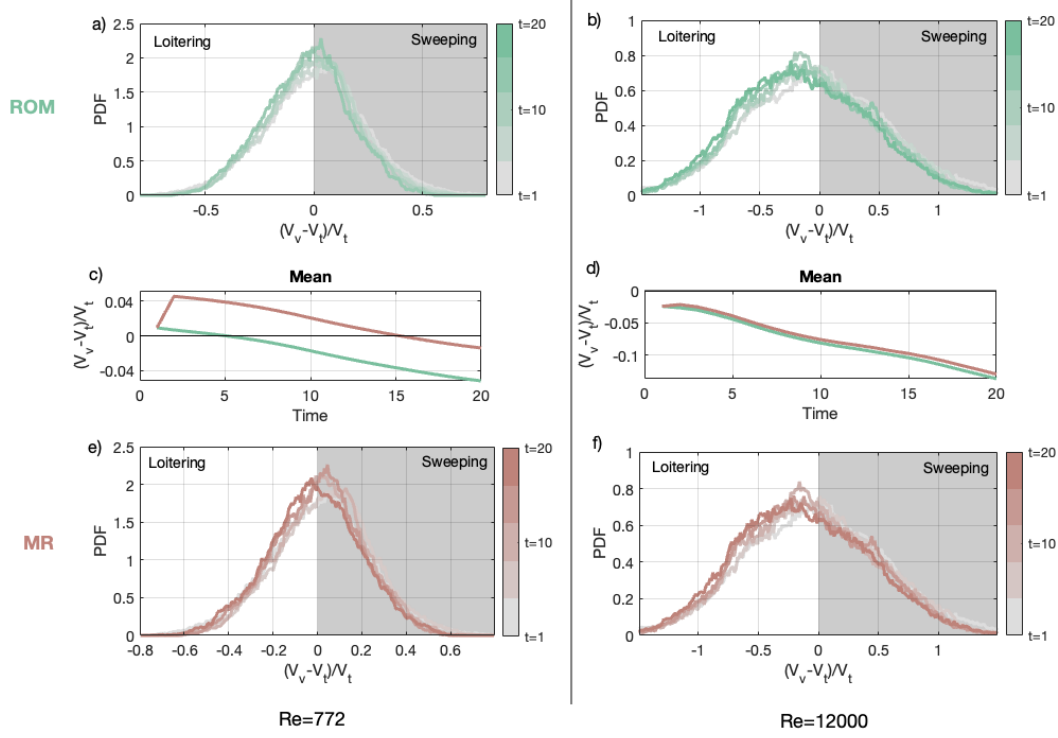 a)
Loitering
Sweeping
2.5
2
1.5
1
0.5
0
PDF
-0.5
0
0.5
(V_v-V_t)/V_t
t=20
t=10
t=1
b)
Loitering
Sweeping
1
0.8
0.6
0.4
0.2
0
PDF
-1
-0.5
0
0.5
1
(V_v-V_t)/V_t
t=20
t=10
t=1
ROM
c)
Mean
0.04
0
-0.04
(V_v-V_t)/V_t
0
5
10
15
20
Time
d)
Mean
0
-0.05
-0.1
(V_v-V_t)/V_t
0
5
10
15
20
Time
e)
Loitering
Sweeping
2.5
2
1.5
1
0.5
0
PDF
-0.8
-0.6
-0.4
-0.2
0
0.2
0.4
0.6
(V_v-V_t)/V_t
t=20
t=10
t=1
f)
Loitering
Sweeping
1
0.8
0.6
0.4
0.2
0
PDF
-1
-0.5
0
0.5
1
(V_v-V_t)/V_t
t=20
t=10
t=1
MR
Re=772
Re=12000